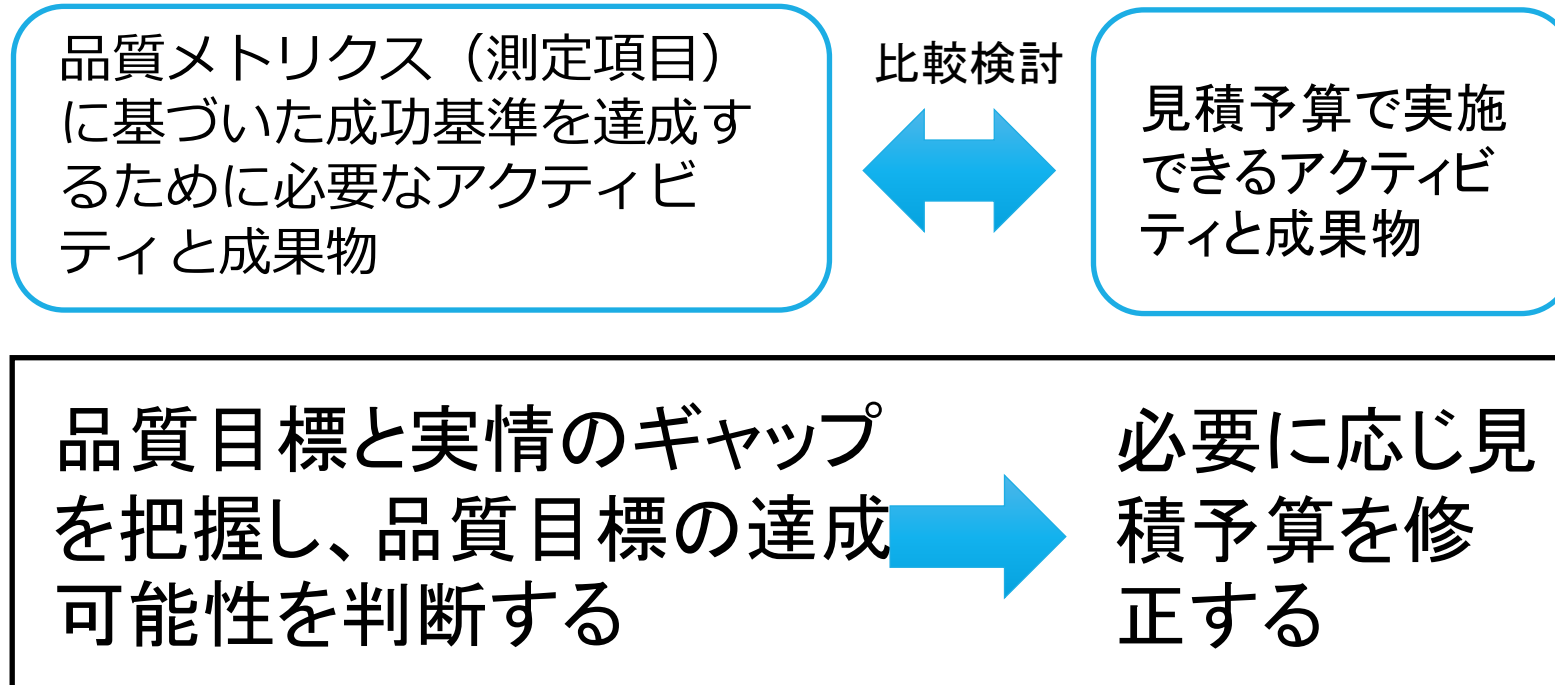 品質メトリクス（測定項目）
に基づいた成功基準を達成す
るために必要なアクティビ
ティと成果物
比較検討
見積予算で実施
できるアクティビ
ティと成果物
品質目標と実情のギャップ
を把握し、品質目標の達成
可能性を判断する
必要に応じ見
積予算を修
正する